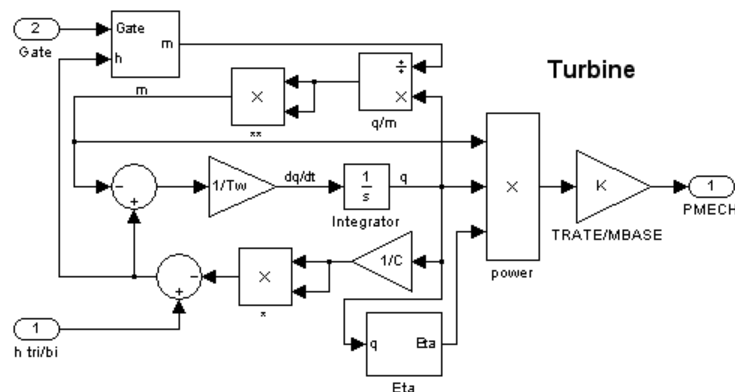 2
Gate
Gate
h
m
÷
×
q/m
Turbine
m
×
××
−
+
1/Tw
dq/dt
1
s
Integrator
q
×
power
K
TRATE/MBASE
1
PMECH
−
+
×
×
1/C
1
h tri/bi
q
Eta
Eta